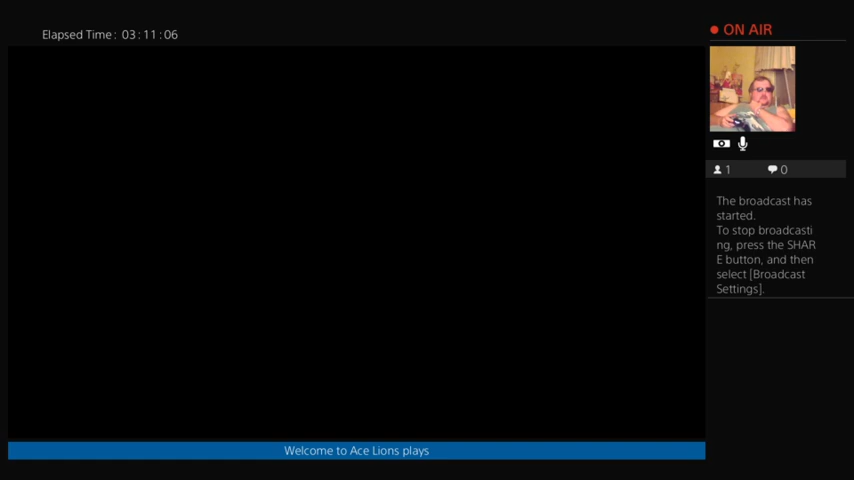 Elapsed Time : 03 : 11 : 06
ON AIR
1
0
The broadcast has
started.
To stop broadcasti
ng, press the SHAR
E button, and then
select [Broadcast
Settings].
Welcome to Ace Lions plays